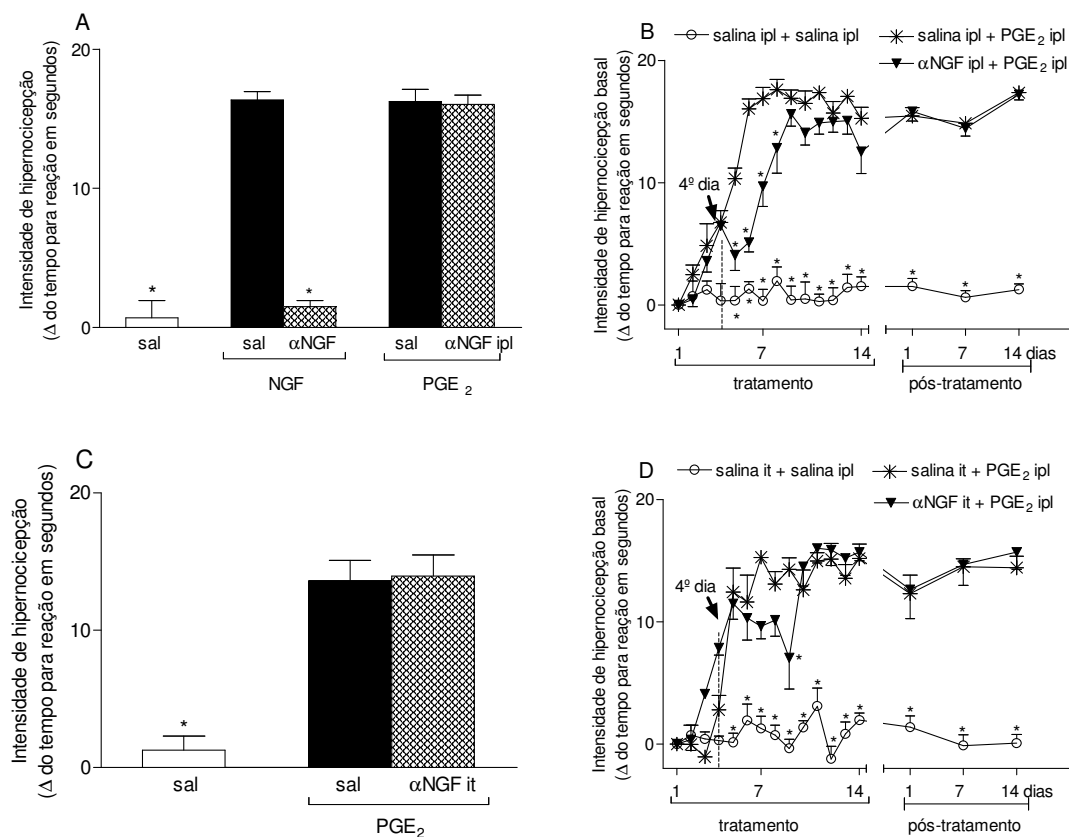 A
Intensidade de hipernocicepção
(Δ do tempo para reação em segundos)
20
10
0
*
*
sal
sal
αNGF
sal
αNGF ipl
NGF
PGE2
B
salina ipl + salina ipl
salina ipl + PGE2 ipl
αNGF ipl + PGE2 ipl
Intensidade de hipernocicepção basal
(Δ do tempo para reação em segundos)
20
10
0
4º dia
* * * * *
* * * * * * * * * *
* * *
1
7
14
1
7
14 dias
tratamento
pós-tratamento
C
Intensidade de hipernocicepção
(Δ do tempo para reação em segundos)
20
10
0
*
sal
sal
αNGF it
PGE2
D
salina it + salina ipl
salina it + PGE2 ipl
αNGF it + PGE2 ipl
Intensidade de hipernocicepção basal
(Δ do tempo para reação em segundos)
20
10
0
4º dia
*
* * * * * * * * * *
* * *
1
7
14
1
7
14 dias
tratamento
pós-tratamento